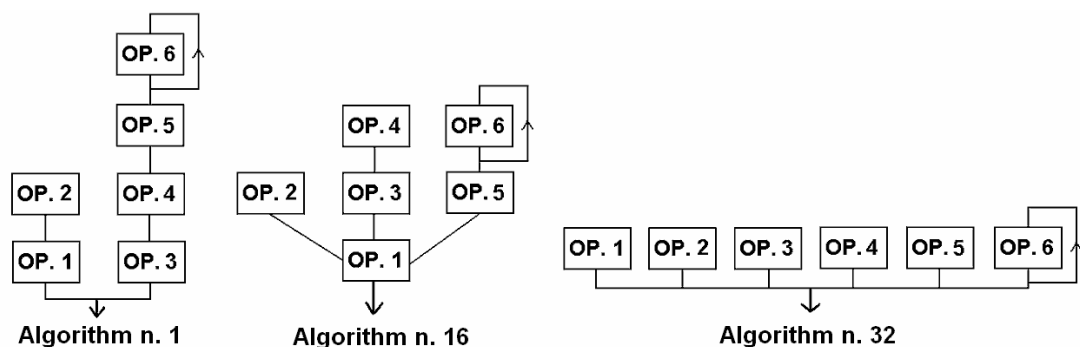 OP. 6
OP. 5
OP. 2
OP. 4
OP. 1
OP. 3
Algorithm n. 1
OP. 4
OP. 6
OP. 2
OP. 3
OP. 5
OP. 1
Algorithm n. 16
OP. 1
OP. 2
OP. 3
OP. 4
OP. 5
OP. 6
Algorithm n. 32